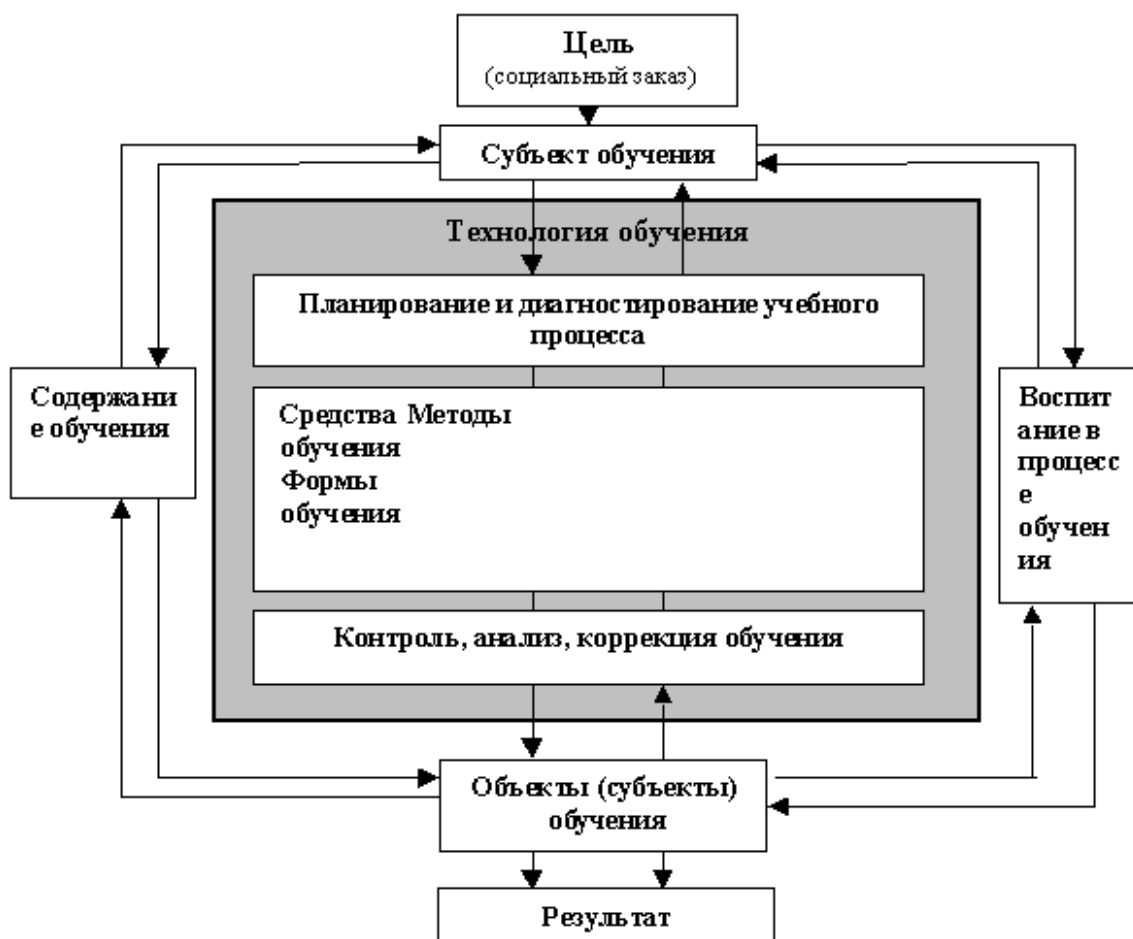 Цель
(социальный заказ)
Субъект обучения
Технология обучения
Планирование и диагностирование учебного
процесса
Содержани
е обучения
Средства Методы
обучения
Формы
обучения
Воспит
ание в
процесс
е
обучен
ия
Контроль, анализ, коррекция обучения
Объекты (субъекты)
обучения
Результат